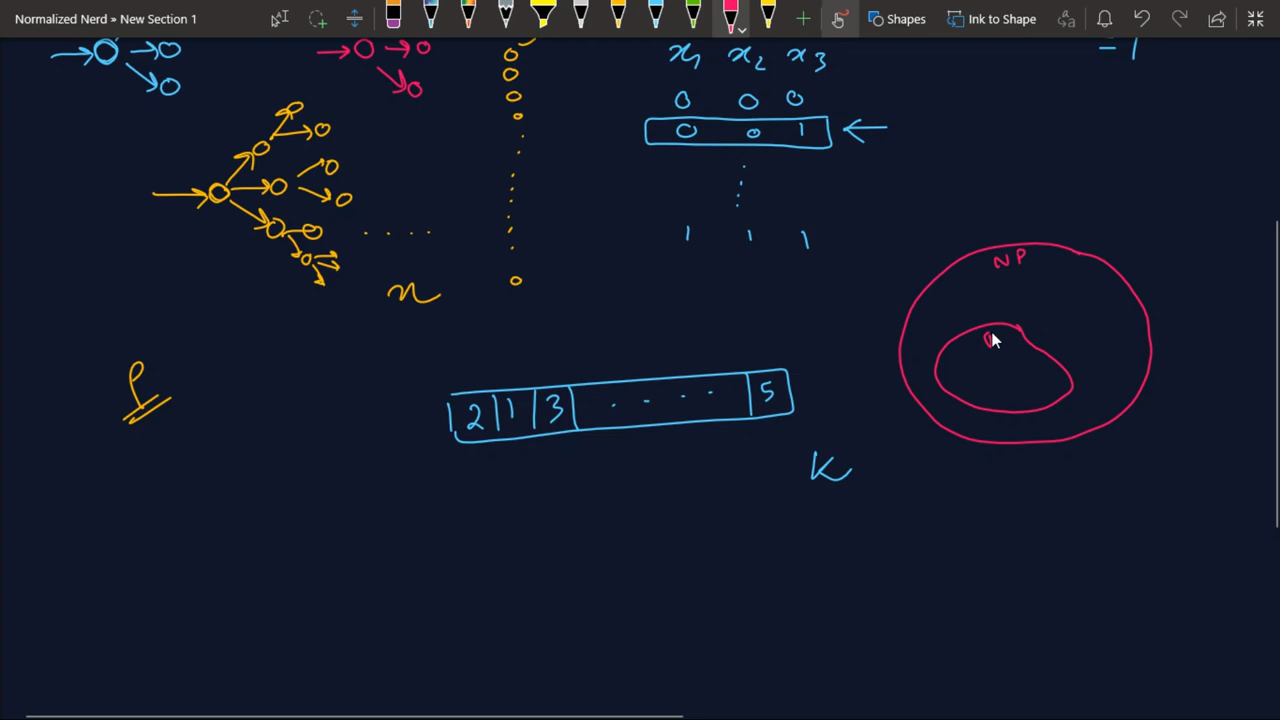 Normalized Nerd » New Section 1
Shapes
Ink to Shape
x1 x2 x3
-1
0 0 0
0 0 1
1 1 1
n
NP
P
2 1 3 . . . . 5
K